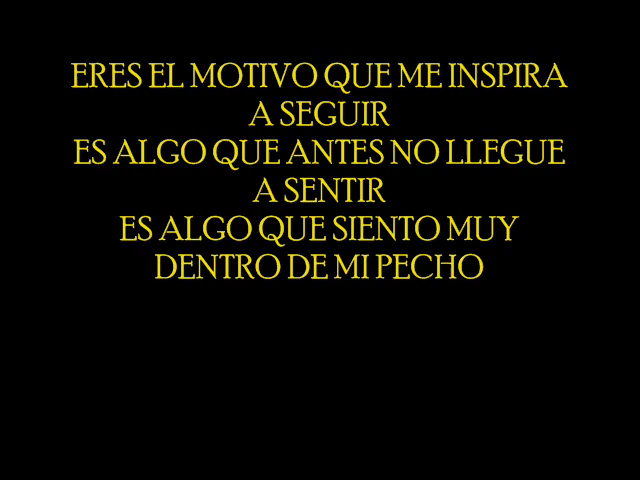 ERES EL MOTIVO QUE ME INSPIRA
A SEGUIR
ES ALGO QUE ANTES NO LLEGUE
A SENTIR
ES ALGO QUE SIENTO MUY
DENTRO DE MI PECHO